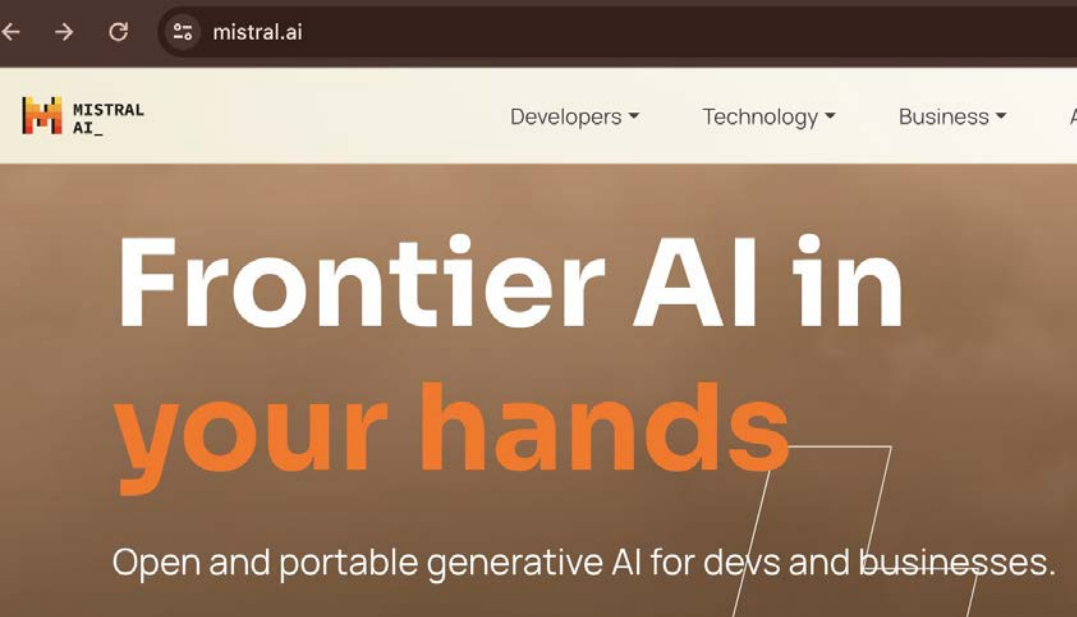 mistral.ai
MISTRAL
AI_
Developers
Technology
Business
Frontier AI in
your hands
Open and portable generative AI for devs and businesses.